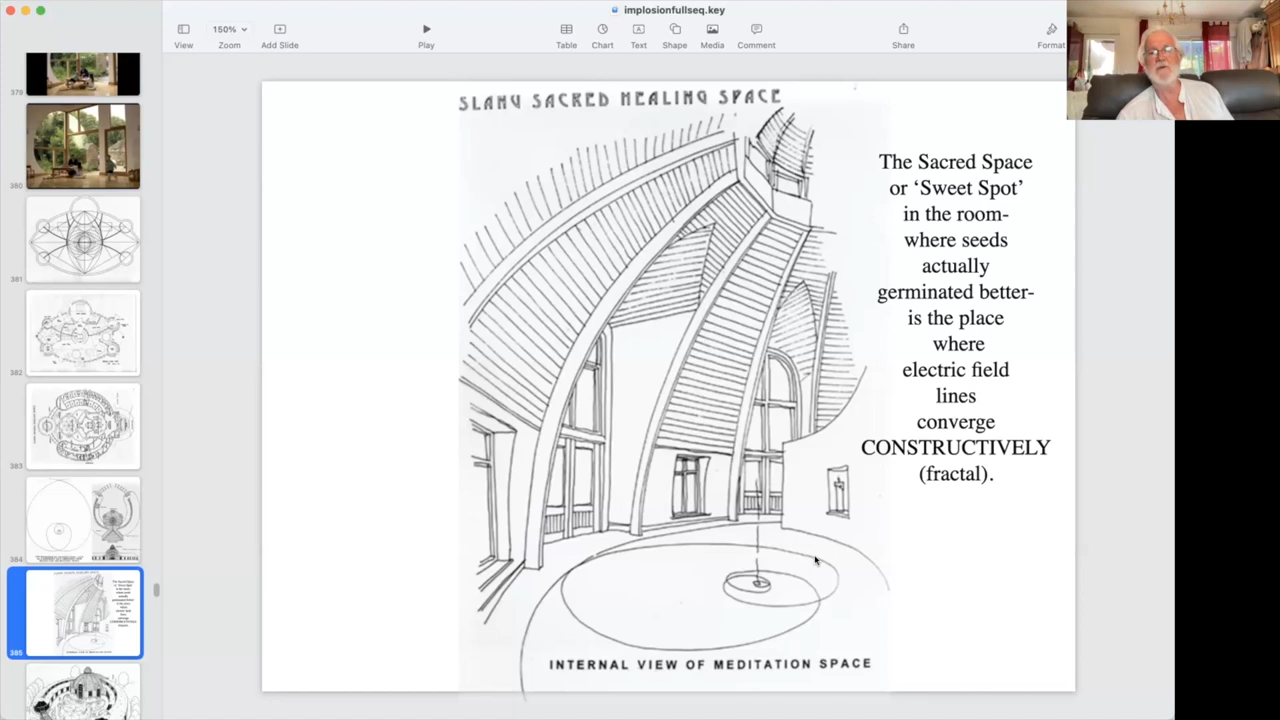 implosionfullseq.key
150%
View
Zoom
Add Slide
Play
Table
Chart
Text
Shape
Media
Comment
Share
Format
379
380
381
382
383
384
385
SLANY SACRED HEALING SPACE
The Sacred Space
or ‘Sweet Spot’
in the room-
where seeds
actually
germinated better-
is the place
where
electric field
lines
converge
CONSTRUCTIVELY
(fractal).
INTERNAL VIEW OF MEDITATION SPACE